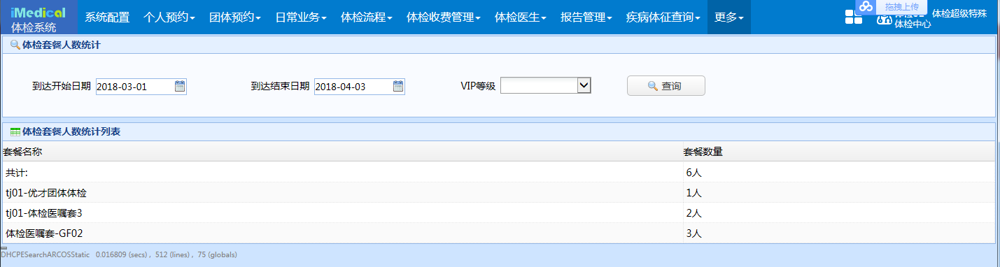 iMedical
体检系统
系统配置 个人预约 团体预约 日常业务 体检流程 体检收费管理 体检医生 报告管理 疾病体征查询 更多
拖拽上传
体检超级特殊
体检中心
体检套餐人数统计
到达开始日期 2018-03-01 到达结束日期 2018-04-03 VIP等级 查询
体检套餐人数统计列表
套餐名称 套餐数量
共计: 6人
tj01-优才团体体检 1人
tj01-体检医嘱套3 2人
体检医嘱套-GF02 3人
DHCPESearchARCOSStatic 0.016809 (secs) , 512 (lines) , 75 (globals)